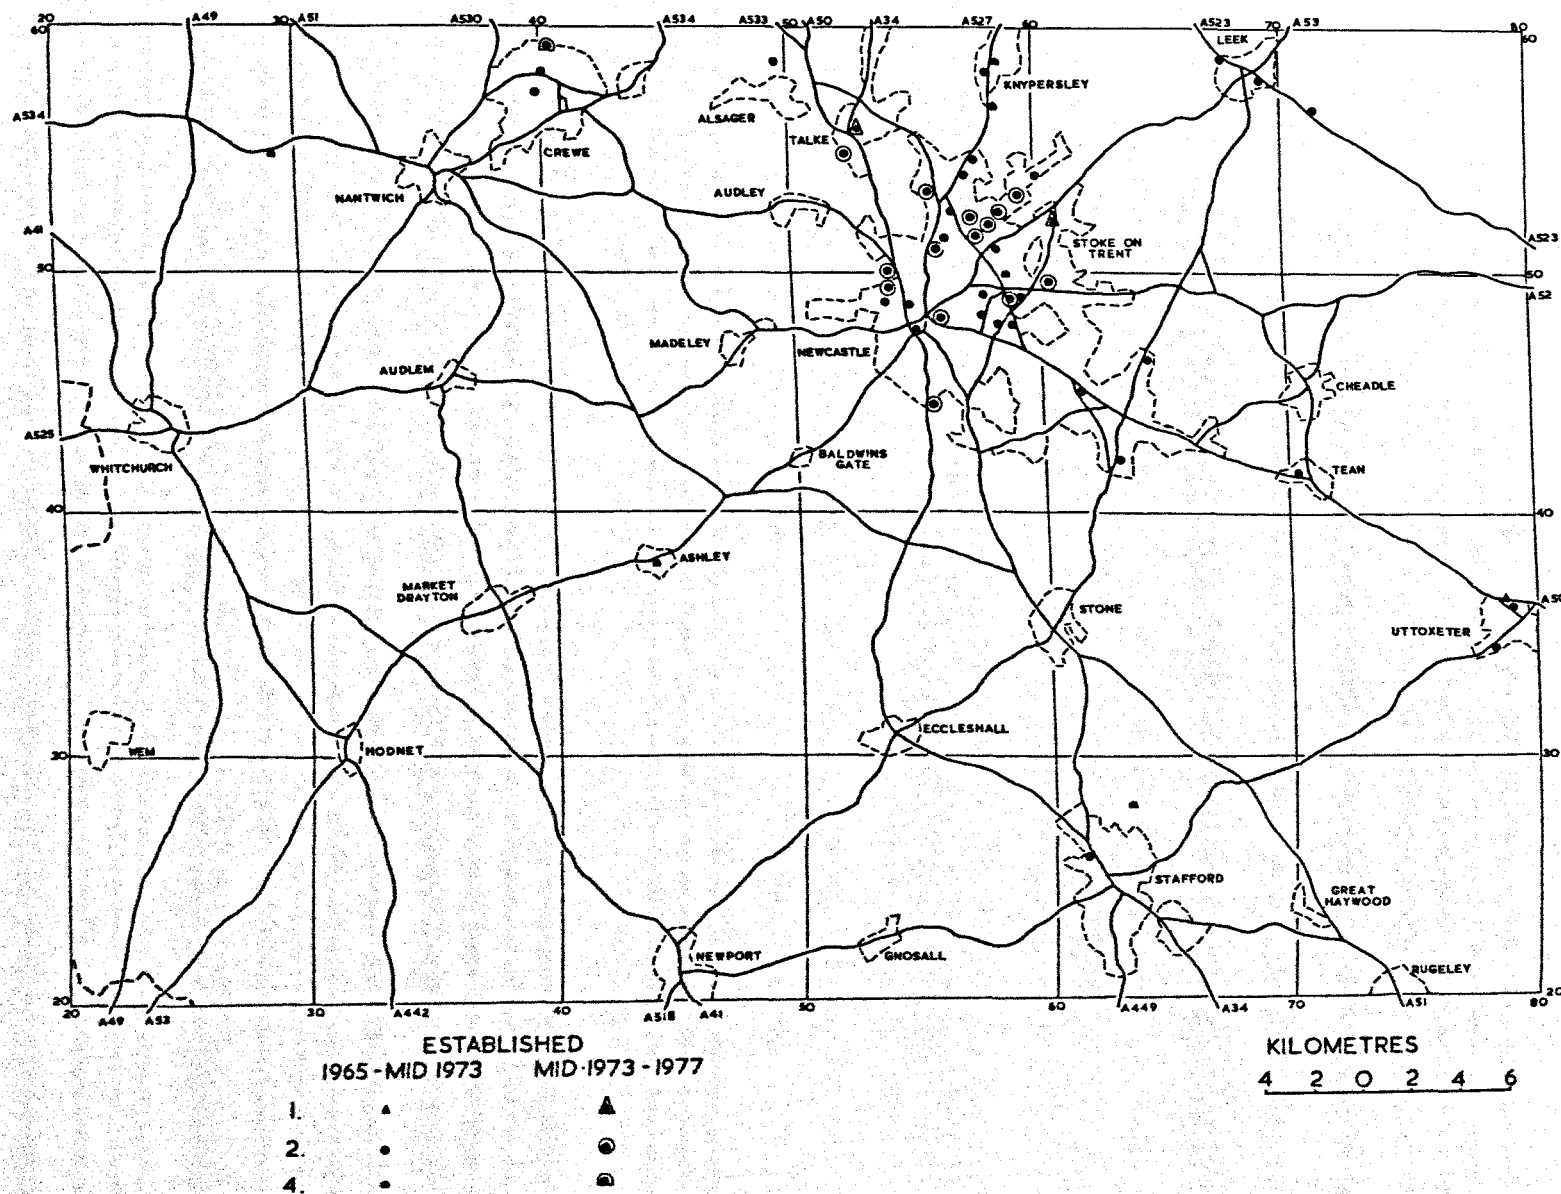 20 A49 30 A51 A530 40 A534 A533 50 A50 A34 A527 60 A523 70 A53 80
60 60
LEEK
KNYPERSLEY
ALSAGER
A534
TALKE
CREWE
NANTWICH
AUDLEY
A41
STOKE ON
TRENT
A523
50 50
A52
MADELEY
NEWCASTLE
AUDLEM
CHEADLE
A525
WHITCHURCH
BALDWINS
GATE
TEAN
40 40
ASHLEY
MARKET
DRAYTON
STONE
A50
UTTOXETER
ECCLESHALL
WEM
HODNET
30 30
STAFFORD
GREAT
HAYWOOD
NEWPORT
GNOSALL
RUGELEY
20 20
20 A49 A53 30 A442 40 A518 A41 50 60 A449 A34 70 A51 80
ESTABLISHED
1965-MID 1973 MID-1973-1977
1.
2.
4.
KILOMETRES
4 2 0 2 4 6